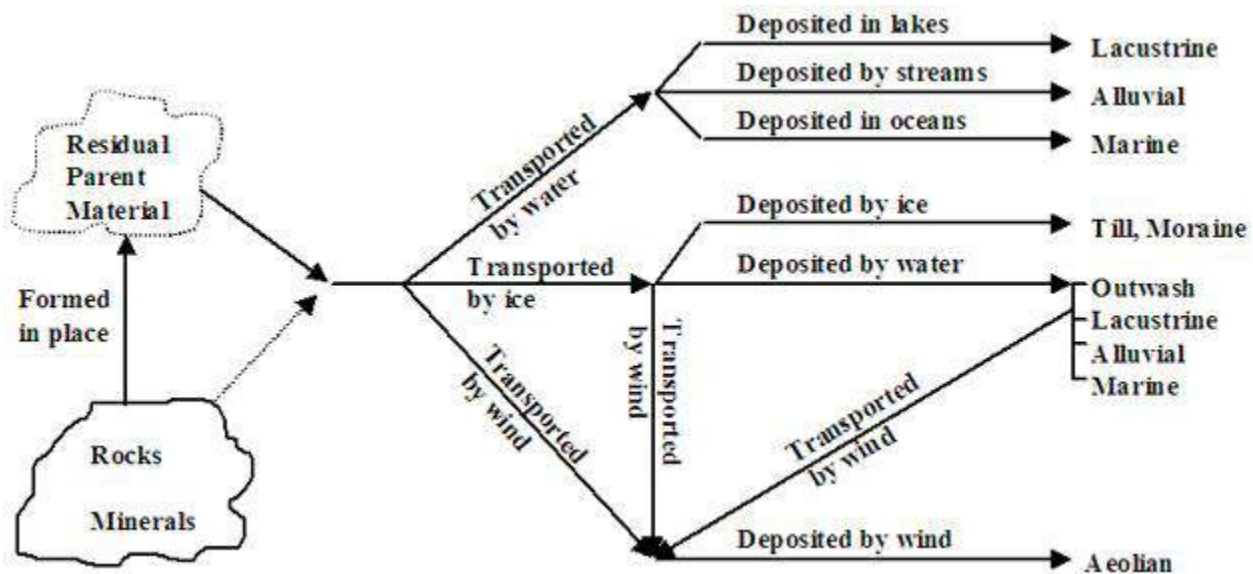 Deposited in lakes
Lacustrine
Deposited by streams
Alluvial
Deposited in oceans
Marine
Residual
Parent
Material
Transported
by water
Deposited by ice
Till, Moraine
Transported
by ice
Deposited by water
Outwash
Lacustrine
Alluvial
Marine
Formed
in place
Transported
by wind
Transported
by wind
Transported
by wind
Rocks
Minerals
Deposited by wind
Aeolian